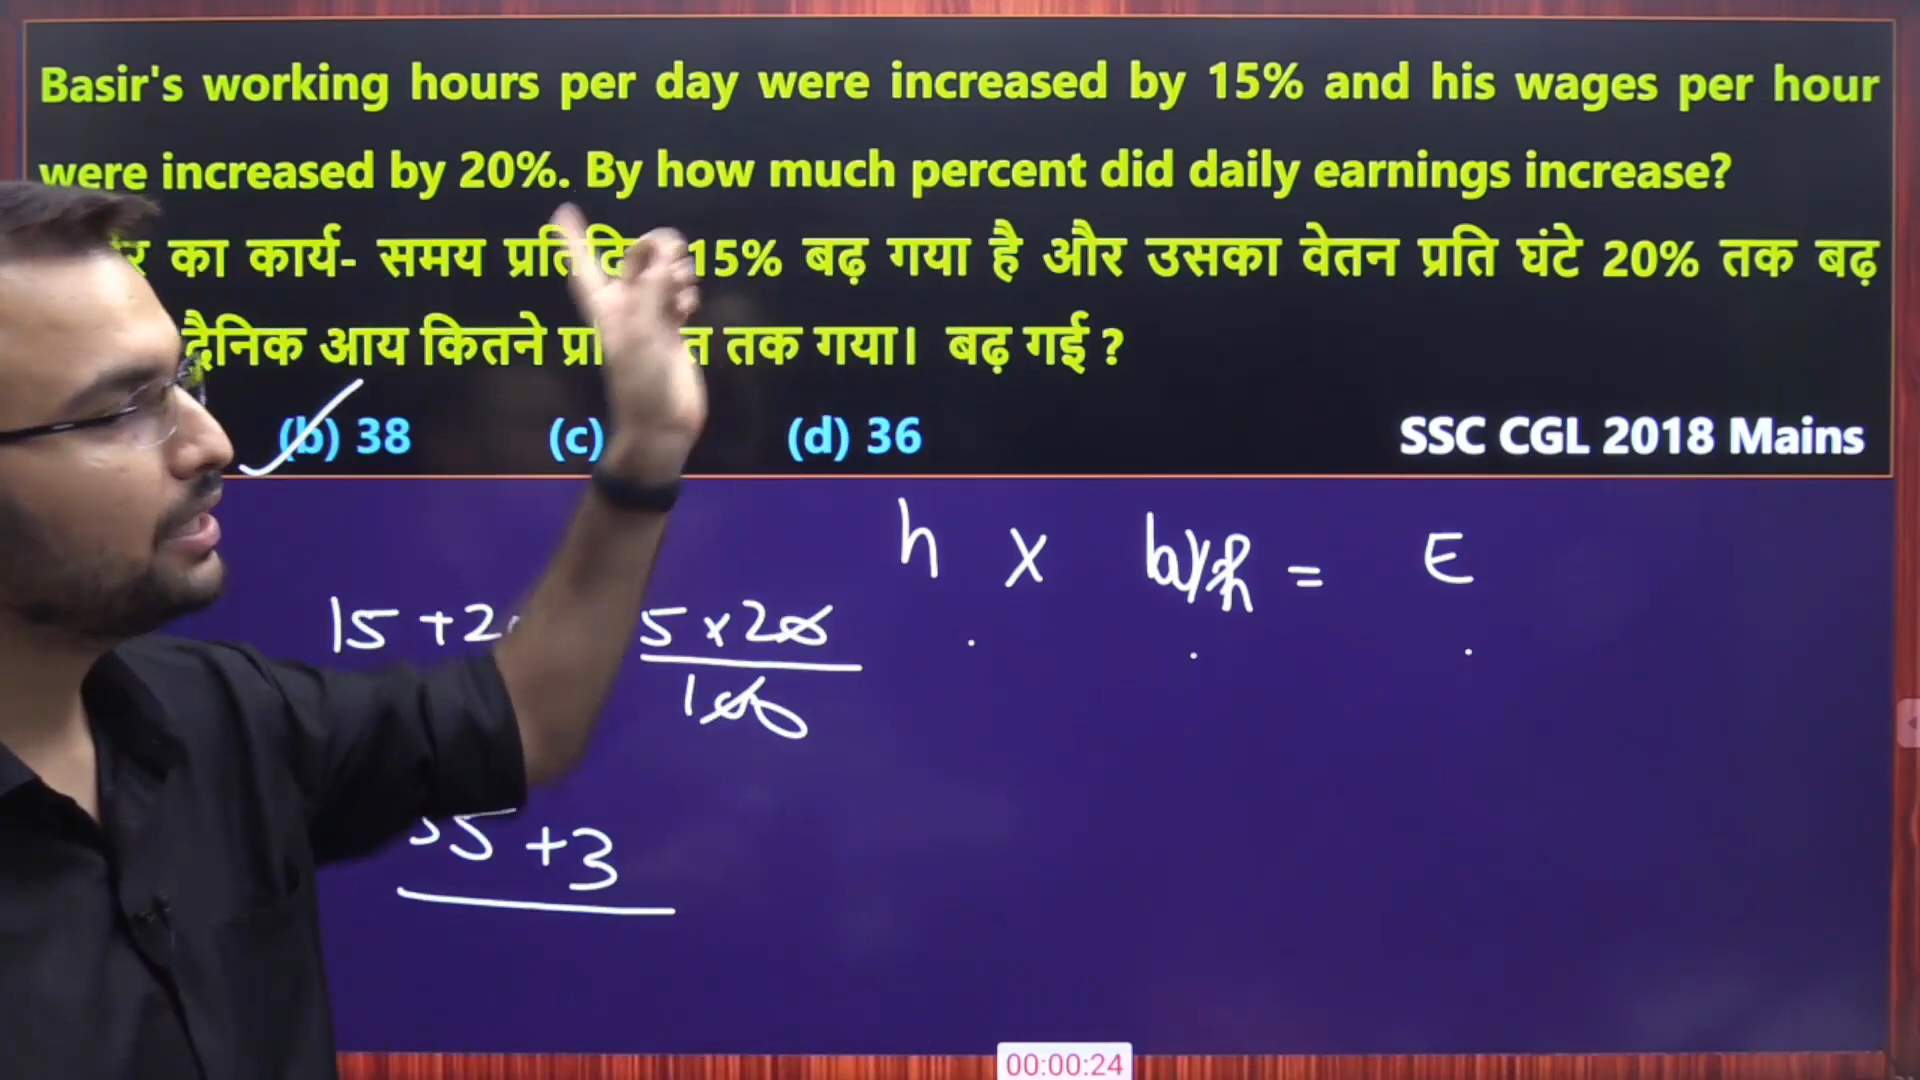 Basir's working hours per day were increased by 15% and his wages per hour
were increased by 20%. By how much percent did daily earnings increase?
का कार्य- समय 15% बढ़ गया है और उसका वेतन प्रति घंटे 20% तक बढ़
दैनिक आय कितने तक गया। बढ़ गई ?
(b) 38 (c) (d) 36 SSC CGL 2018 Mains
h x = E
15 + 5 x 20
100
35 + 3
00:00:24